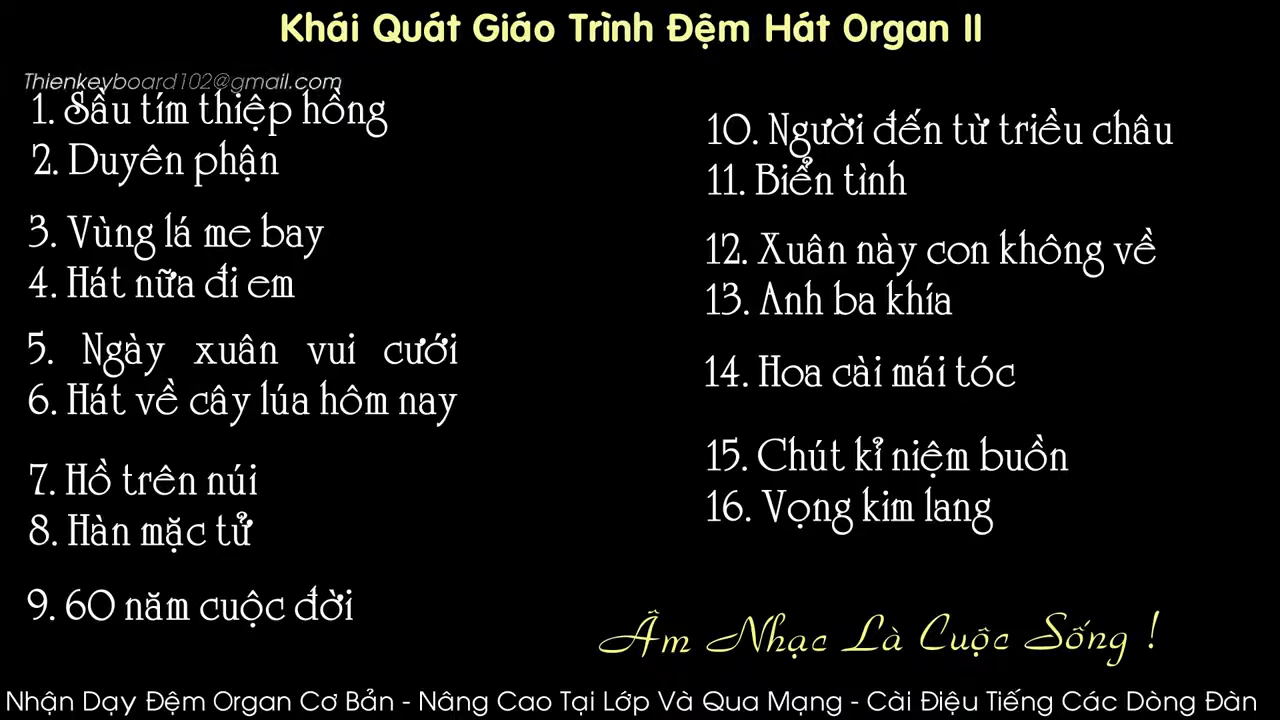 Khái Quát Giáo Trình Đệm Hát Organ II
Thienkeyboard102@gmail.com
1. Sầu tím thiệp hồng
2. Duyên phận
3. Vùng lá me bay
4. Hát nữa đi em
5. Ngày xuân vui cưới
6. Hát về cây lúa hôm nay
7. Hồ trên núi
8. Hàn mặc tử
9. 60 năm cuộc đời
10. Người đến từ triều châu
11. Biển tình
12. Xuân này con không về
13. Anh ba khía
14. Hoa cài mái tóc
15. Chút kỉ niệm buồn
16. Vọng kim lang
Âm Nhạc Là Cuộc Sống !
Nhận Dạy Đệm Organ Cơ Bản - Nâng Cao Tại Lớp Và Qua Mạng - Cài Điệu Tiếng Các Dòng Đàn